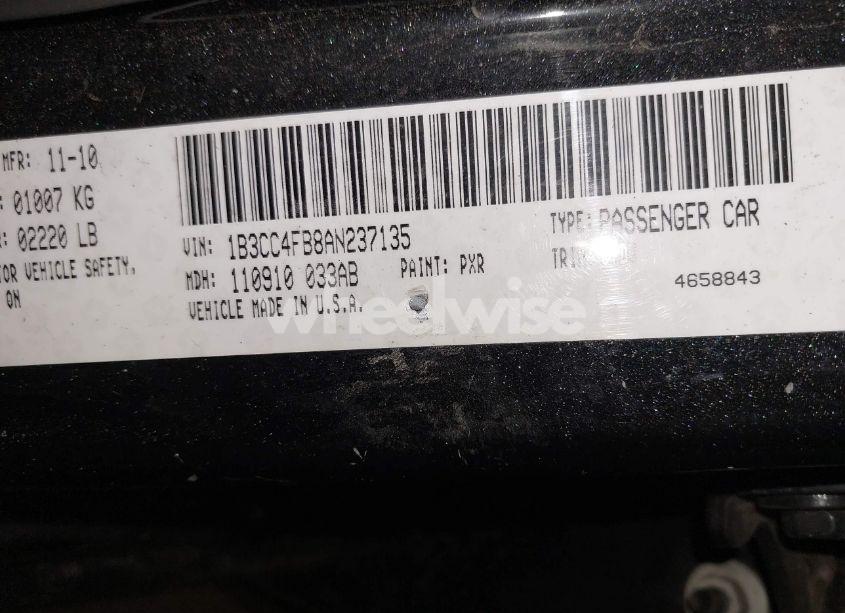 MFR: 11-10
: 01007 KG
: 02220 LB
OR VEHICLE SAFETY,
ON
VIN: 1B3CC4FB8AN237135
TYPE: PASSENGER CAR
MDH: 110910 033AB
PAINT: PXR
VEHICLE MADE IN U.S.A.
4658843
wheelwise